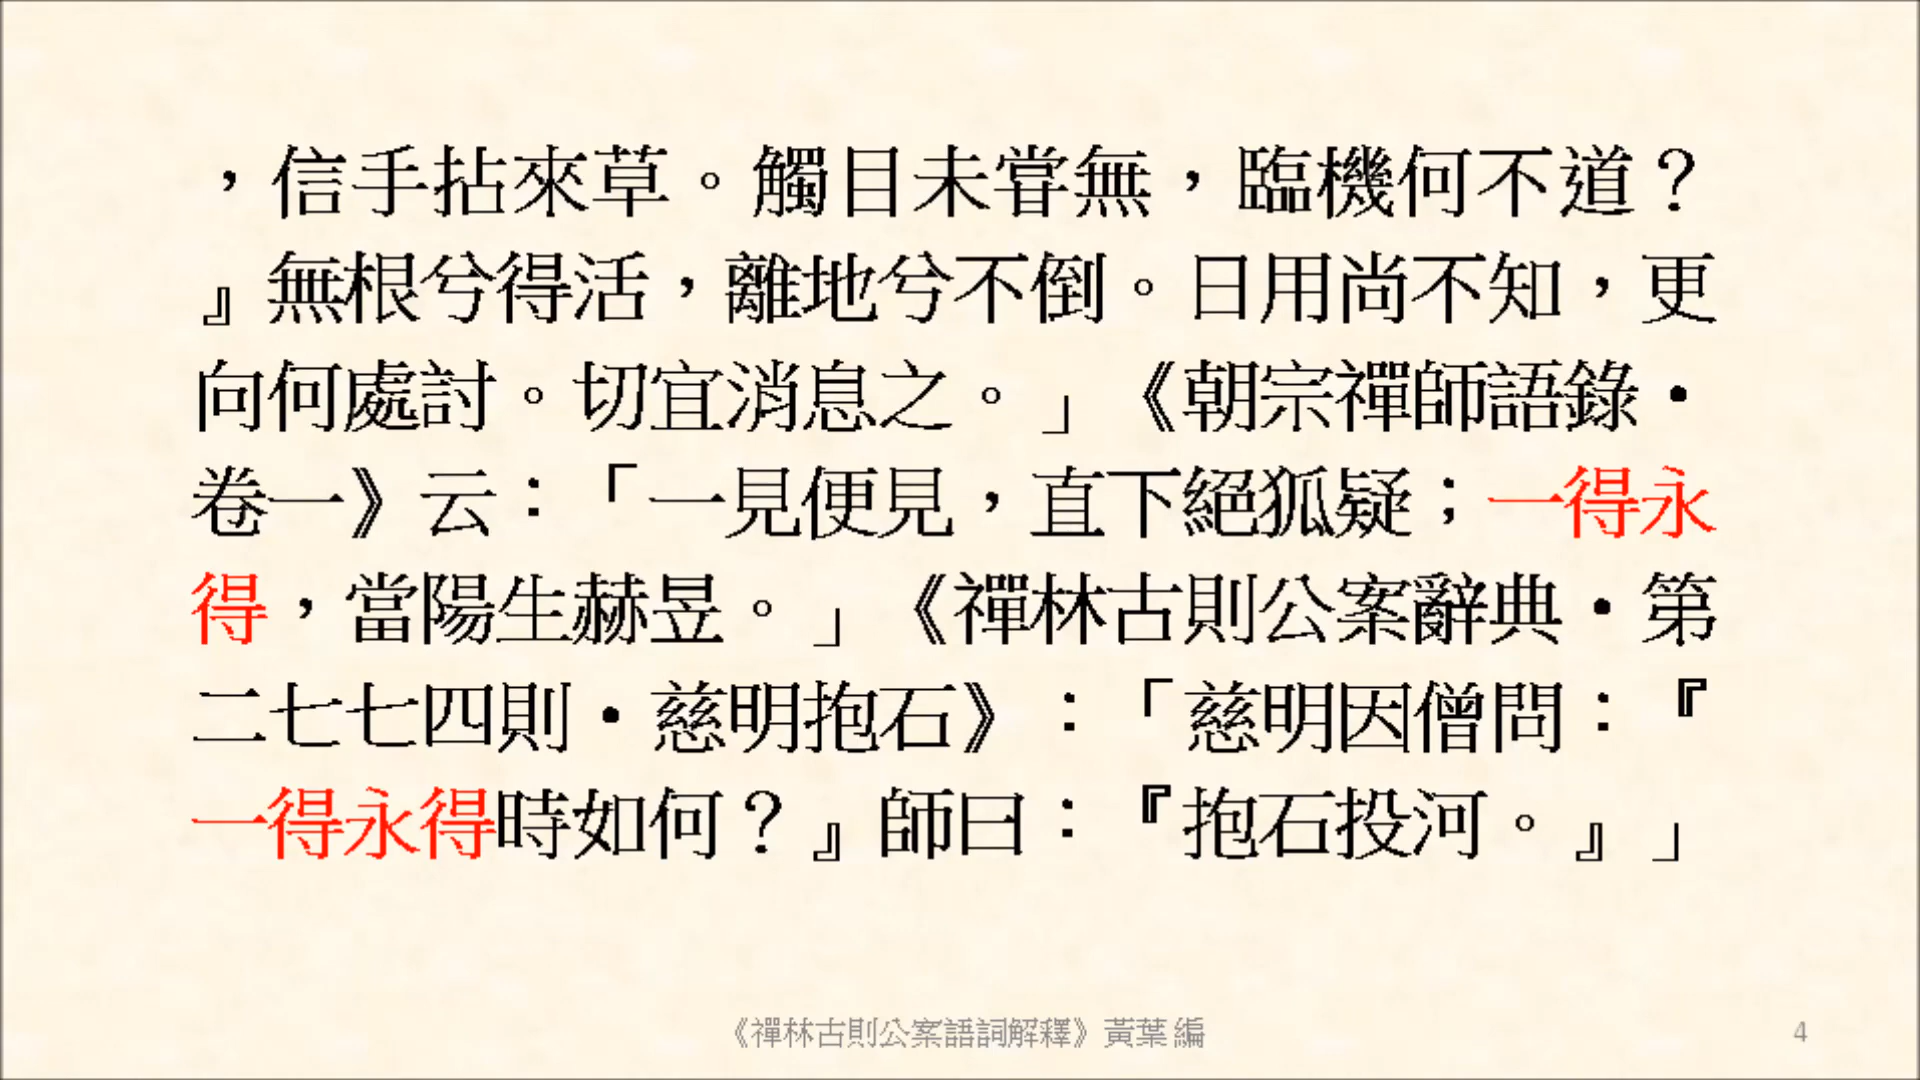 ，信手拈來草。觸目未嘗無，臨機何不道？
』無根兮得活，離地兮不倒。日用尚不知，更
向何處討。切宜消息之。」《朝宗禪師語錄・
卷一》云：「一見便見，直下絕狐疑；一得永
得，當陽生赫昱。」《禪林古則公案辭典・第
二七七四則・慈明抱石》：「慈明因僧問：『
一得永得時如何？』師曰：『抱石投河。』」
《禪林古則公案語詞解釋》黃葉 編
4